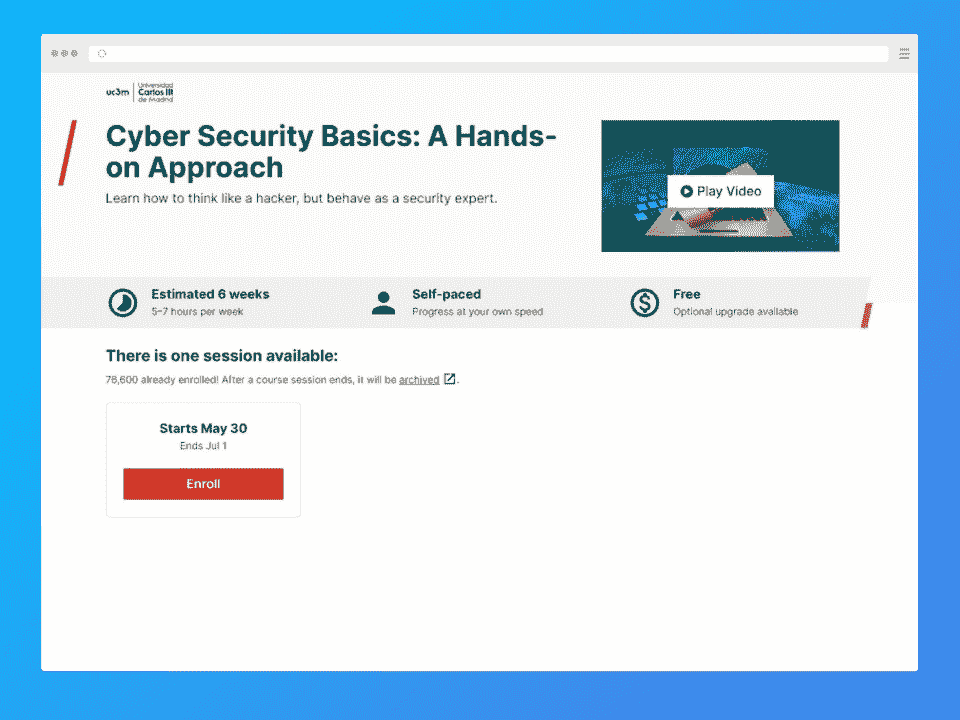 uc3m
Universidad
Carlos III
de Madrid
Cyber Security Basics: A Hands-
on Approach
Learn how to think like a hacker, but behave as a security expert.
Play Video
Estimated 6 weeks
5–7 hours per week
Self-paced
Progress at your own speed
Free
Optional upgrade available
There is one session available:
78,600 already enrolled! After a course session ends, it will be archived.
Starts May 30
Ends Jul 1
Enroll